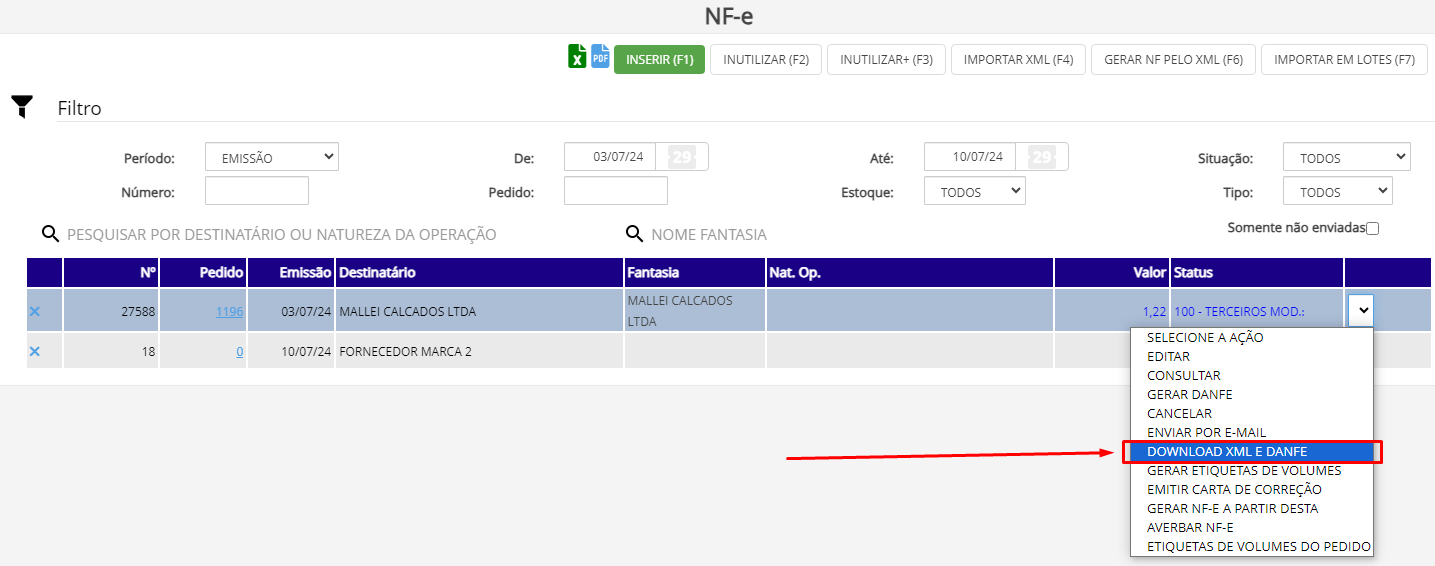 NF-e
PDF INSERIR (F1) INUTILIZAR (F2) INUTILIZAR+ (F3) IMPORTAR XML (F4) GERAR NF PELO XML (F6) IMPORTAR EM LOTES (F7)
Filtro
Período: EMISSÃO De: 03/07/24 29 Até: 10/07/24 29 Situação: TODOS
Número: Pedido: Estoque: TODOS Tipo: TODOS
Somente não enviadas
PESQUISAR POR DESTINATÁRIO OU NATUREZA DA OPERAÇÃO NOME FANTASIA
Nº Pedido Emissão Destinatário Fantasia Nat. Op. Valor Status
27588 1196 03/07/24 MALLEI CALCADOS LTDA MALLEI CALCADOS LTDA 1,22 100 - TERCEIROS MOD.:
18 0 10/07/24 FORNECEDOR MARCA 2
SELECIONE A AÇÃO
EDITAR
CONSULTAR
GERAR DANFE
CANCELAR
ENVIAR POR E-MAIL
DOWNLOAD XML E DANFE
GERAR ETIQUETAS DE VOLUMES
EMITIR CARTA DE CORREÇÃO
GERAR NF-E A PARTIR DESTA
AVERBAR NF-E
ETIQUETAS DE VOLUMES DO PEDIDO